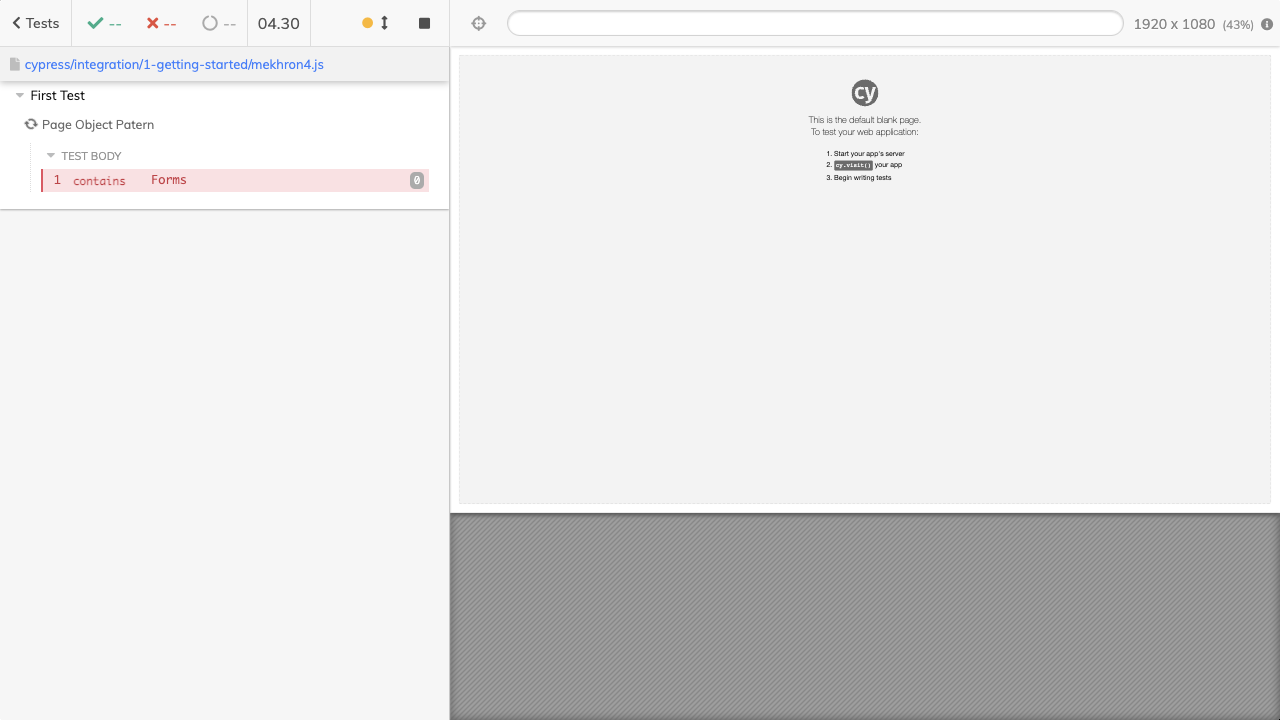 Tests -- -- -- 04.30 1920 x 1080 (43%)
cypress/integration/1-getting-started/mekhron4.js
First Test
Page Object Patern
TEST BODY
1 contains Forms 0
cy
This is the default blank page.
To test your web application:
1. Start your app's server
2. cy.visit() your app
3. Begin writing tests